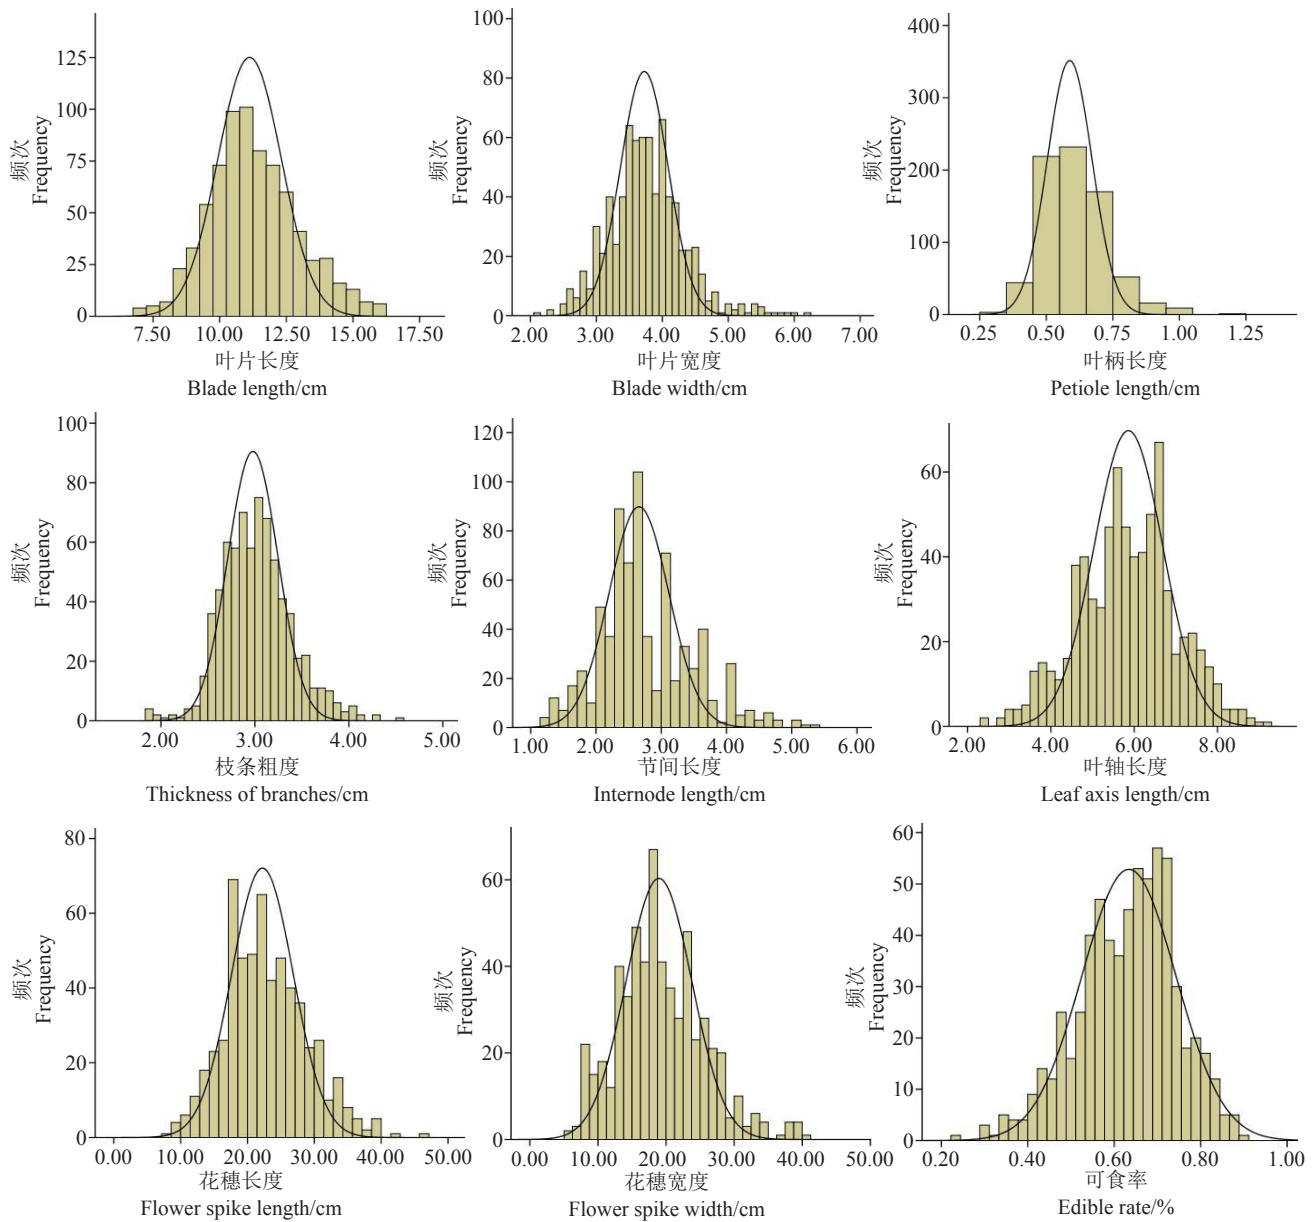 频次
Frequency
125
100
75
50
25
0
7.50 10.00 12.50 15.00 17.50
叶片长度
Blade length/cm
频次
Frequency
100
80
60
40
20
0
2.00 3.00 4.00 5.00 6.00 7.00
叶片宽度
Blade width/cm
频次
Frequency
400
300
200
100
0
0.25 0.50 0.75 1.00 1.25
叶柄长度
Petiole length/cm
频次
Frequency
100
80
60
40
20
0
2.00 3.00 4.00 5.00
枝条粗度
Thickness of branches/cm
频次
Frequency
120
100
80
60
40
20
0
1.00 2.00 3.00 4.00 5.00 6.00
节间长度
Internode length/cm
频次
Frequency
60
40
20
0
2.00 4.00 6.00 8.00
叶轴长度
Leaf axis length/cm
频次
Frequency
80
60
40
20
0
0.00 10.00 20.00 30.00 40.00 50.00
花穗长度
Flower spike length/cm
频次
Frequency
60
40
20
0
0.00 10.00 20.00 30.00 40.00 50.00
花穗宽度
Flower spike width/cm
频次
Frequency
60
50
40
30
20
10
0
0.20 0.40 0.60 0.80 1.00
可食率
Edible rate/%